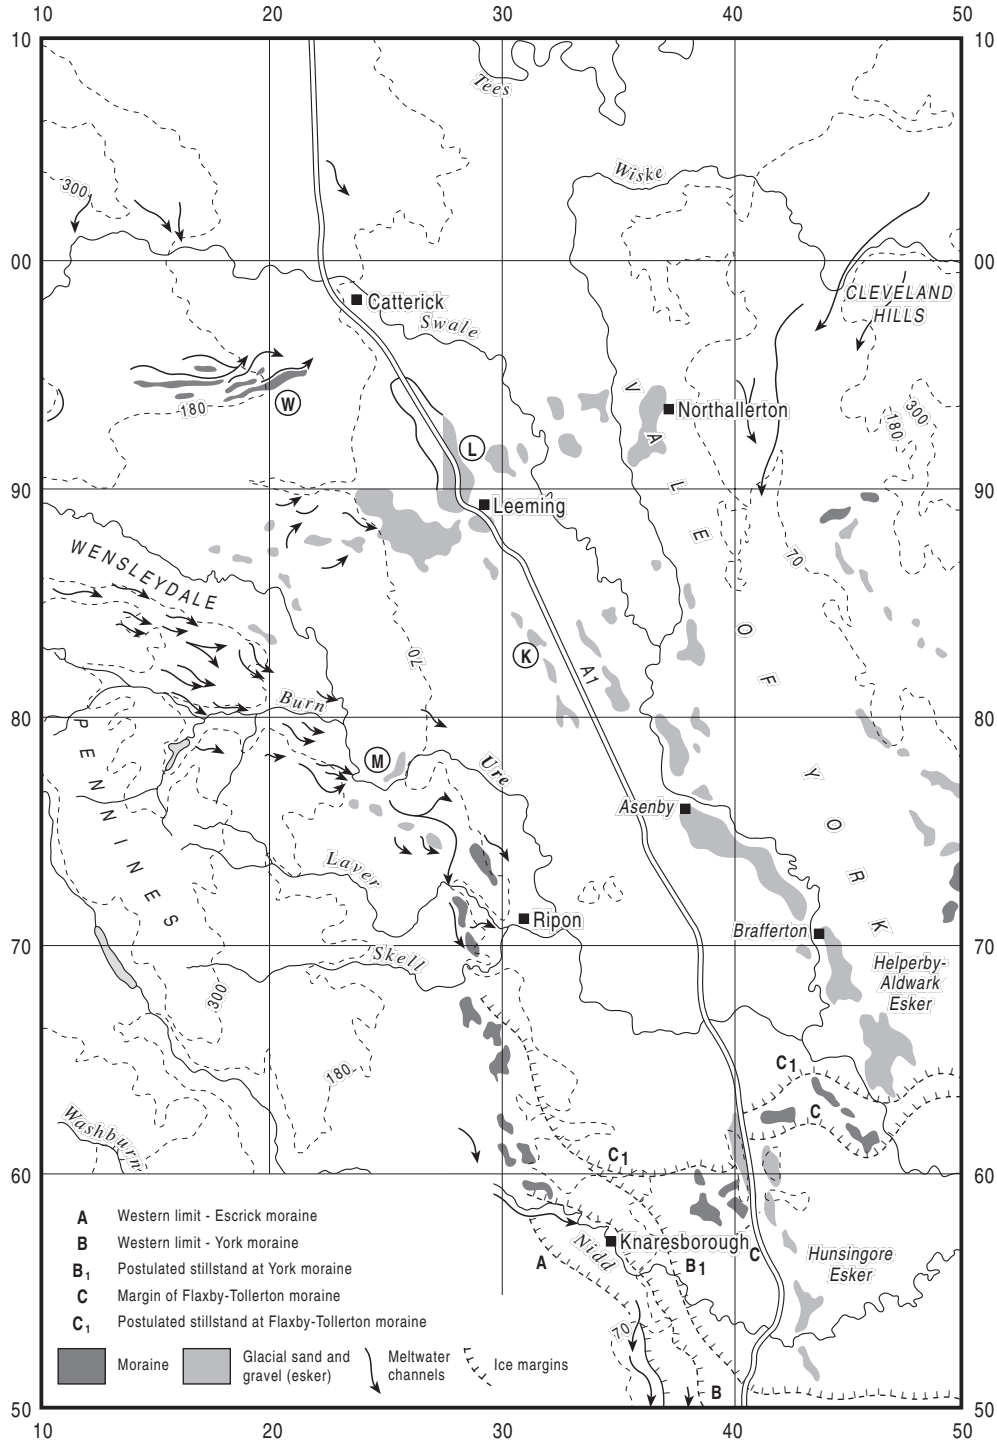 10 20 30 40 50
10 10
Tees
Wiske
300
00 00
CLEVELAND
HILLS
Catterick
Swale
W
180
V
A
L
E
O
F
Y
O
R
K
Northallerton
300
180
L
90 90
Leeming
WENSLEYDALE
70
K
A1
70
Burn
80 80
PENNINES
M
Ure
Asenby
Laver
Ripon
Brafferton
70 70
Skell
Helperby-
Aldwark
Esker
300
180
C1
C
Washburn
C1
60 60
A Western limit - Escrick moraine
B Western limit - York moraine
B1 Postulated stillstand at York moraine
C Margin of Flaxby-Tollerton moraine
C1 Postulated stillstand at Flaxby-Tollerton moraine
Knaresborough
Nidd
A
B1
C
Hunsingore
Esker
70
Moraine
Glacial sand and
gravel (esker)
Meltwater
channels
Ice margins
B
50 50
10 20 30 40 50